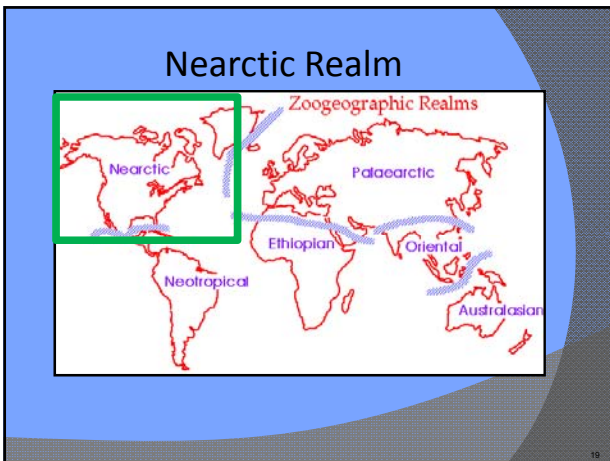 Nearctic Realm
Zoogeographic Realms
Nearctic
Palaearctic
Ethiopian
Oriental
Neotropical
Australasian
19